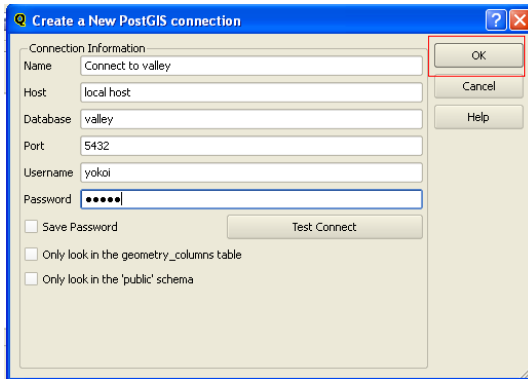 Create a New PostGIS connection
Connection Information
Name Connect to valley
Host local host
Database valley
Port 5432
Username yokoi
Password ●●●●●
Save Password
Test Connect
Only look in the geometry_columns table
Only look in the 'public' schema
OK
Cancel
Help